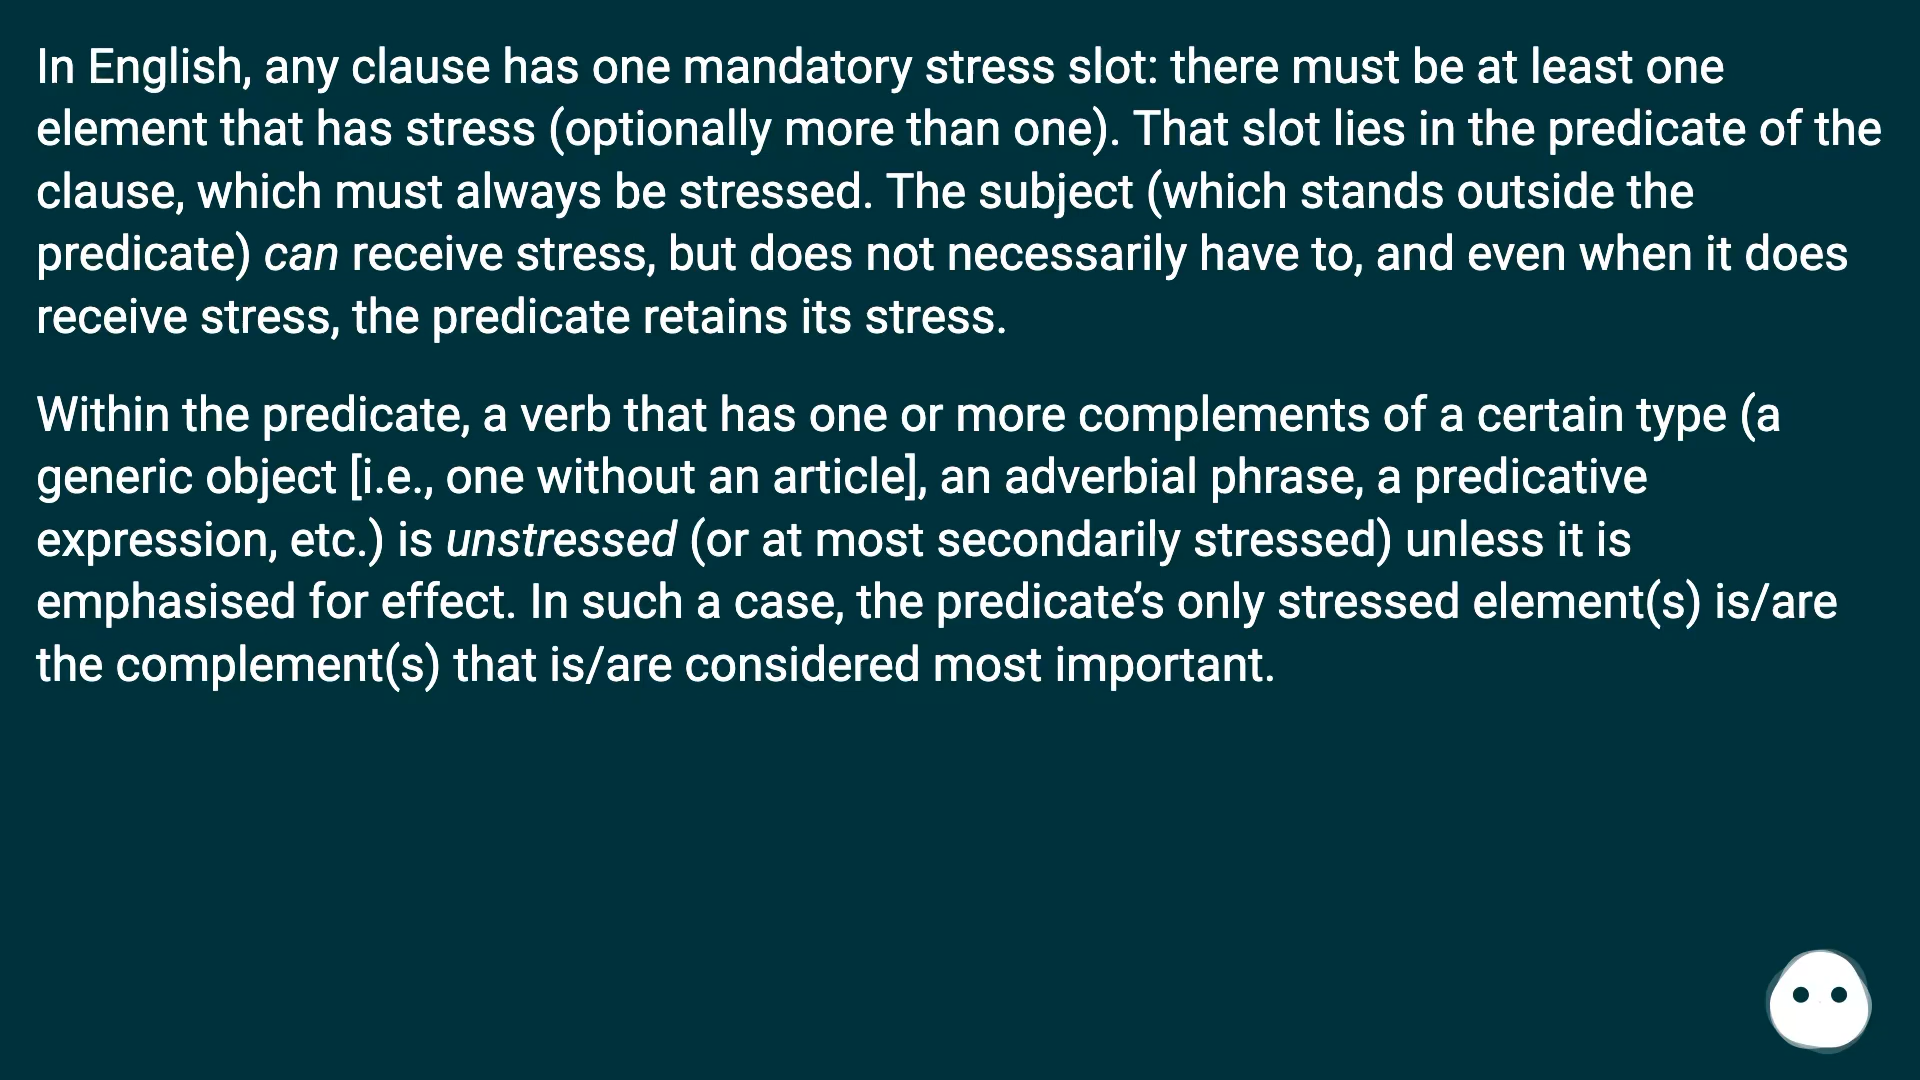 In English, any clause has one mandatory stress slot: there must be at least one
element that has stress (optionally more than one). That slot lies in the predicate of the
clause, which must always be stressed. The subject (which stands outside the
predicate) can receive stress, but does not necessarily have to, and even when it does
receive stress, the predicate retains its stress.
Within the predicate, a verb that has one or more complements of a certain type (a
generic object [i.e., one without an article], an adverbial phrase, a predicative
expression, etc.) is unstressed (or at most secondarily stressed) unless it is
emphasised for effect. In such a case, the predicate’s only stressed element(s) is/are
the complement(s) that is/are considered most important.